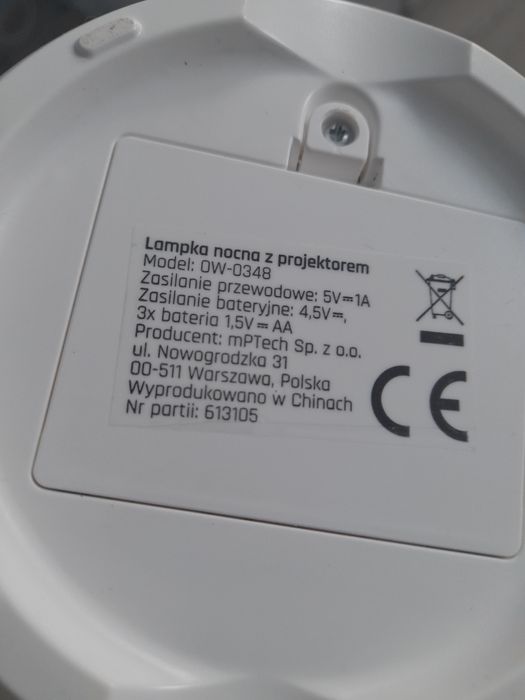 Lampka nocna z projektorem
Model: OW-0348
Zasilanie przewodowe: 5V⎓1A
Zasilanie bateryjne: 4,5V⎓,
3x bateria 1,5V⎓ AA
Producent: mPTech Sp. z o.o.
ul. Nowogrodzka 31
00-511 Warszawa, Polska
Wyprodukowano w Chinach
Nr partii: 613105
CE